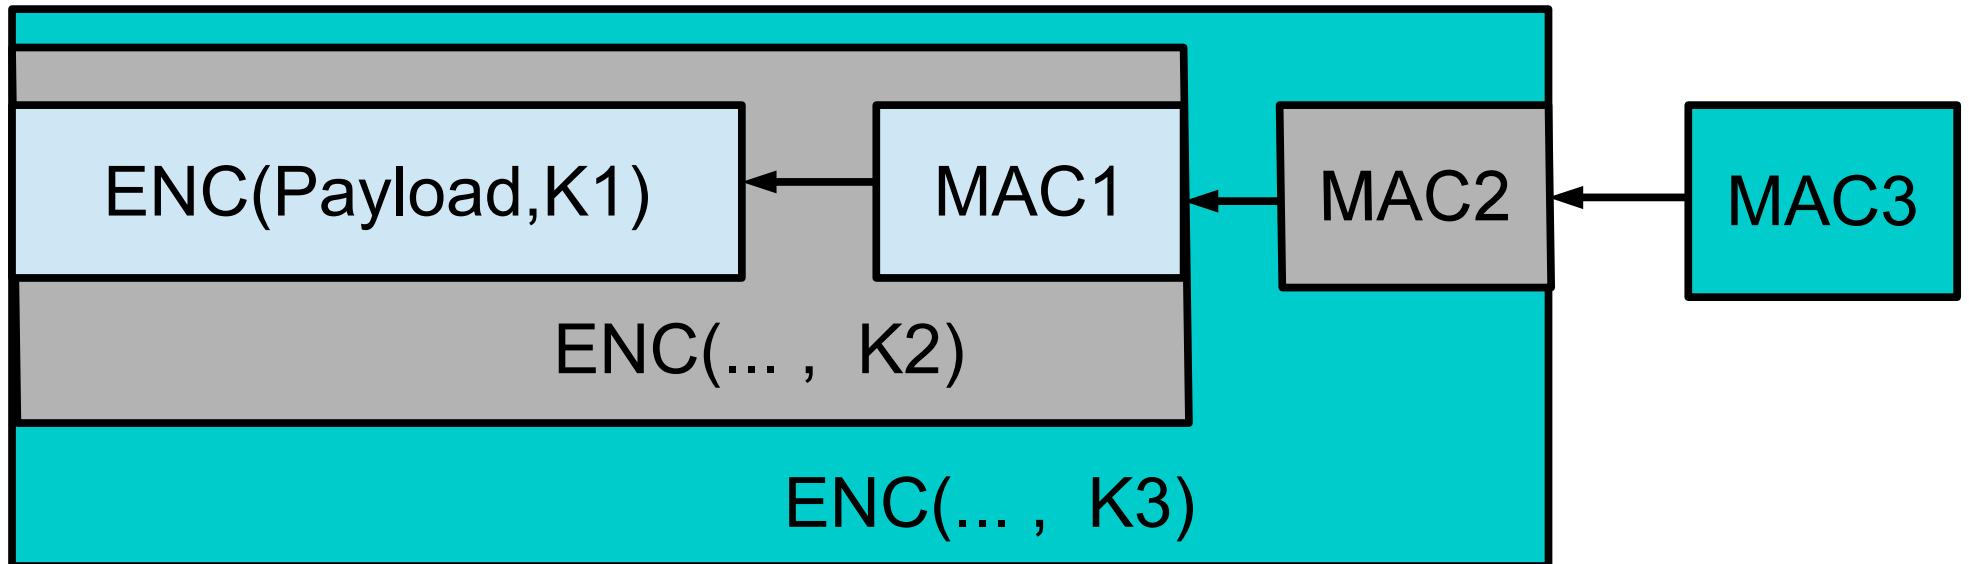 ENC(Payload,K1)
MAC1
MAC2
MAC3
ENC(... , K2)
ENC(... , K3)